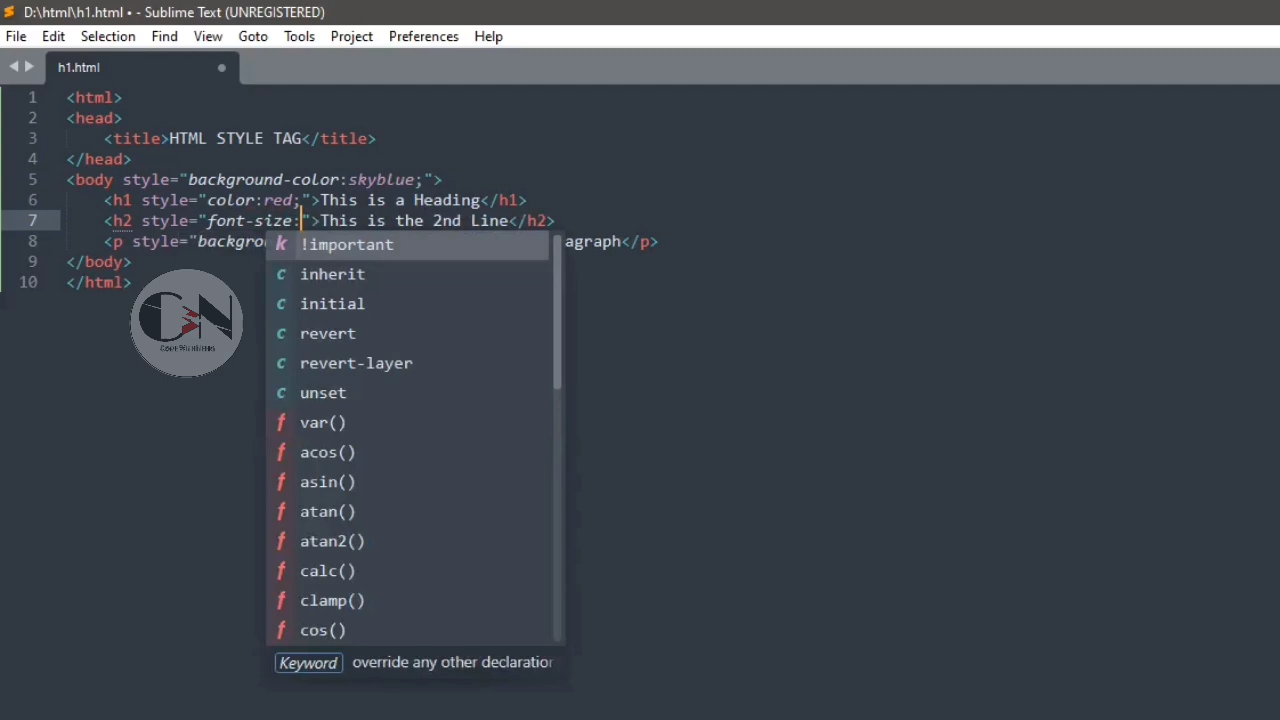 D:\html\h1.html • - Sublime Text (UNREGISTERED)
File Edit Selection Find View Goto Tools Project Preferences Help
h1.html
1 <html>
2 <head>
3 <title>HTML STYLE TAG</title>
4 </head>
5 <body style="background-color:skyblue;">
6 <h1 style="color:red;">This is a Heading</h1>
7 <h2 style="font-size:">This is the 2nd Line</h2>
8 <p style="backgrou agraph</p>
9 </body>
10 </html>
k !important
c inherit
c initial
c revert
c revert-layer
c unset
f var()
f acos()
f asin()
f atan()
f atan2()
f calc()
f clamp()
f cos()
Keyword override any other declaration